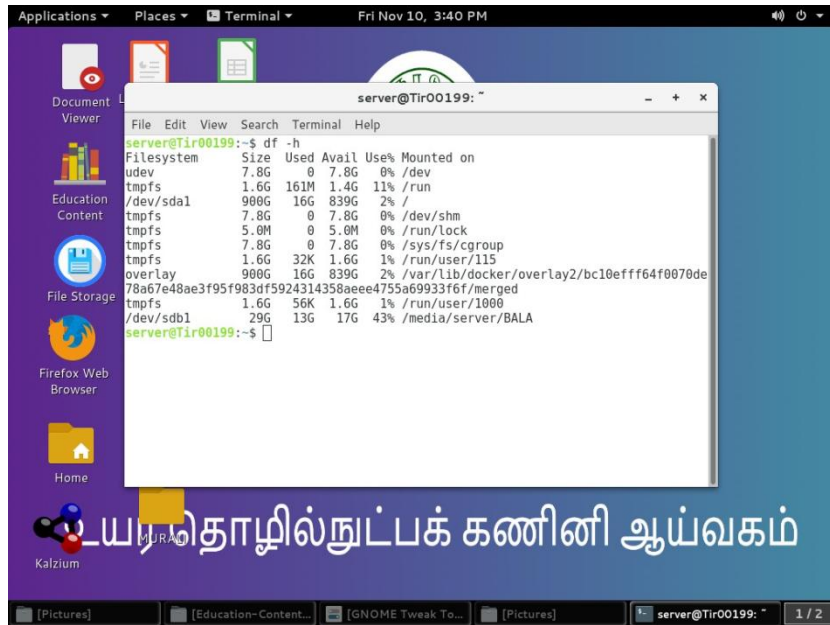 Applications Places Terminal Fri Nov 10, 3:40 PM
server@Tir00199: ~
File Edit View Search Terminal Help
server@Tir00199:~$ df -h
Filesystem Size Used Avail Use% Mounted on
udev 7.8G 0 7.8G 0% /dev
tmpfs 1.6G 161M 1.4G 11% /run
/dev/sda1 900G 16G 839G 2% /
tmpfs 7.8G 0 7.8G 0% /dev/shm
tmpfs 5.0M 0 5.0M 0% /run/lock
tmpfs 7.8G 0 7.8G 0% /sys/fs/cgroup
tmpfs 1.6G 32K 1.6G 1% /run/user/115
overlay 900G 16G 839G 2% /var/lib/docker/overlay2/bc10efff64f0070de
78a67e48ae3f95f983df5924314358aeee4755a69933f6f/merged
tmpfs 1.6G 56K 1.6G 1% /run/user/1000
/dev/sdb1 29G 13G 17G 43% /media/server/BALA
server@Tir00199:~$
Document
Viewer
Education
Content
File Storage
Firefox Web
Browser
Home
MURALI
Kalzium
உயர் தொழில்நுட்பக் கணினி ஆய்வகம்
[Pictures] [Education-Conten... [GNOME Tweak To... [Pictures] server@Tir00199: ~ 1 / 2